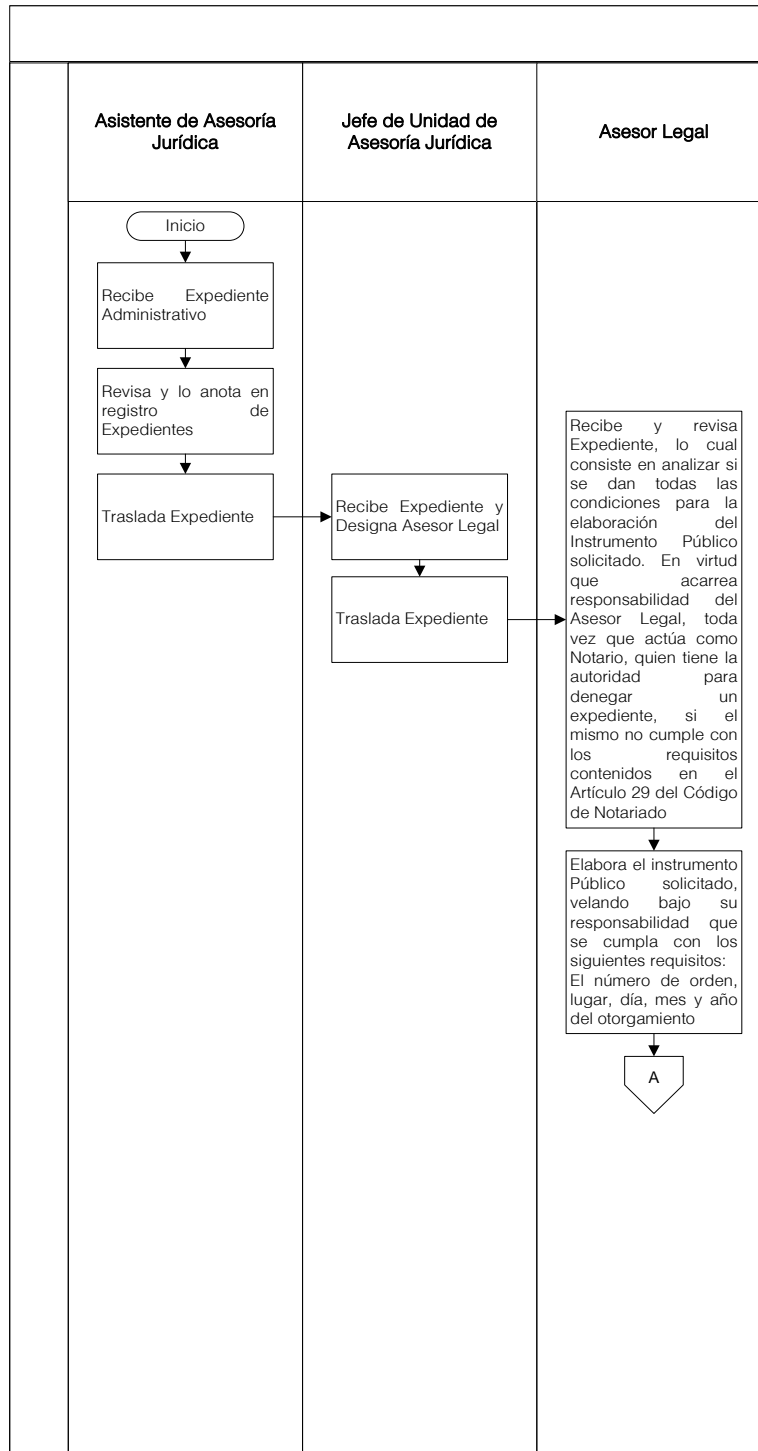 Asistente de Asesoría
Jurídica
Jefe de Unidad de
Asesoría Jurídica
Asesor Legal
Inicio
Recibe Expediente
Administrativo
Revisa y lo anota en
registro de
Expedientes
Traslada Expediente
Recibe Expediente y
Designa Asesor Legal
Traslada Expediente
Recibe y revisa
Expediente, lo cual
consiste en analizar si
se dan todas las
condiciones para la
elaboración del
Instrumento Público
solicitado. En virtud
que acarrea
responsabilidad del
Asesor Legal, toda
vez que actúa como
Notario, quien tiene la
autoridad para
denegar un
expediente, si el
mismo no cumple con
los requisitos
contenidos en el
Artículo 29 del Código
de Notariado
Elabora el instrumento
Público solicitado,
velando bajo su
responsabilidad que
se cumpla con los
siguientes requisitos:
El número de orden,
lugar, día, mes y año
del otorgamiento
A